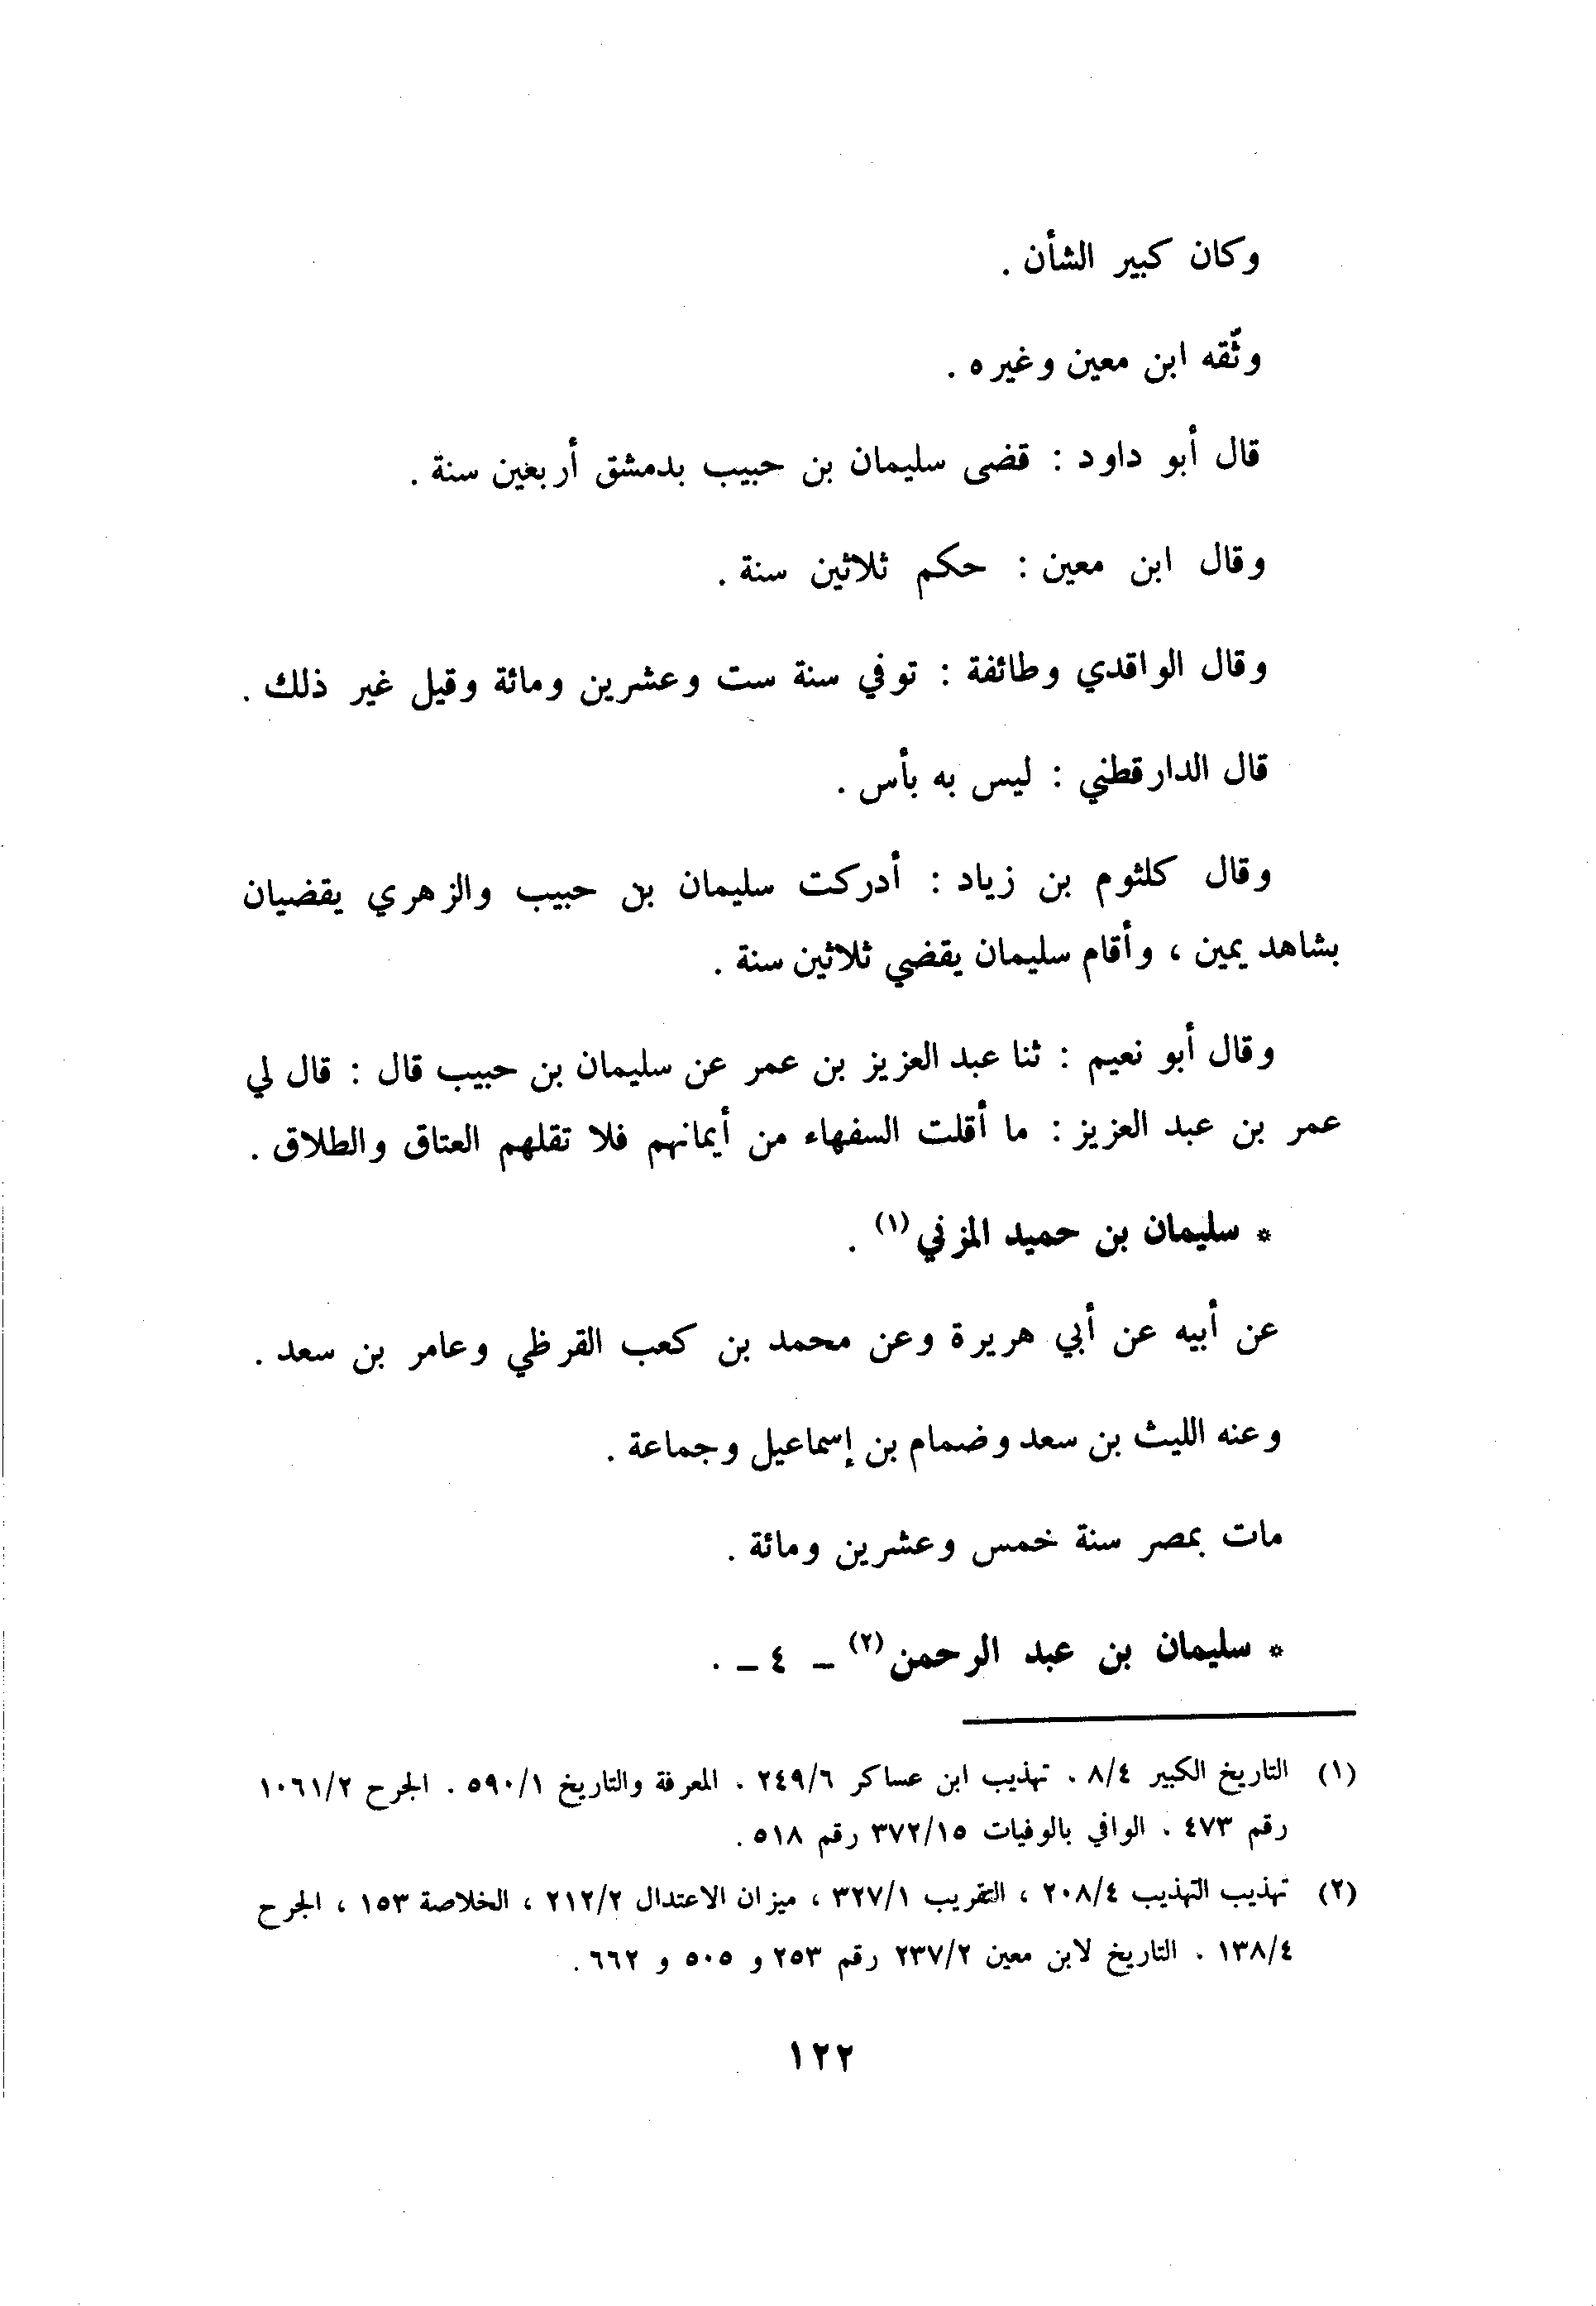 وكان كبير الشأن .
وثّقه ابن معين وغيره .
قال أبو داود : قضى سليمان بن حبيب بدمشق أربعين سنة .
وقال ابن معين : حكم ثلاثين سنة .
وقال الواقدي وطائفة : توفي سنة ست وعشرين ومائة وقيل غير ذلك .
قال الدارقطني : ليس به بأس .
وقال كلثوم بن زياد : أدركت سليمان بن حبيب والزهري يقضيان
بشاهد يمين ، وأقام سليمان يقضي ثلاثين سنة .
وقال أبو نعيم : ثنا عبد العزيز بن عمر عن سليمان بن حبيب قال : قال لي
عمر بن عبد العزيز : ما أقلت السفهاء من أيمانهم فلا تقلهم العتاق والطلاق .
* سليمان بن حميد المزني (١) .
عن أبيه عن أبي هريرة وعن محمد بن كعب القرظي وعامر بن سعد .
وعنه الليث بن سعد وضمام بن إسماعيل وجماعة .
مات بمصر سنة خمس وعشرين ومائة .
* سليمان بن عبد الرحمن (٢) ـ ٤ ـ .
(١) التاريخ الكبير ٨/٤ . تهذيب ابن عساكر ٢٤٩/٦ . المعرفة والتاريخ ٥٩٠/١ . الجرح ١٠٦١/٢
رقم ٤٧٣ . الوافي بالوفيات ٣٧٢/١٥ رقم ٥١٨ .
(٢) تهذيب التهذيب ٢٠٨/٤ ، التقريب ٣٢٧/١ ، ميزان الاعتدال ٢١٢/٢ ، الخلاصة ١٥٣ ، الجرح
١٣٨/٤ . التاريخ لابن معين ٢٣٧/٢ رقم ٢٥٣ و ٥٠٥ و ٦٦٢ .
١٢٢